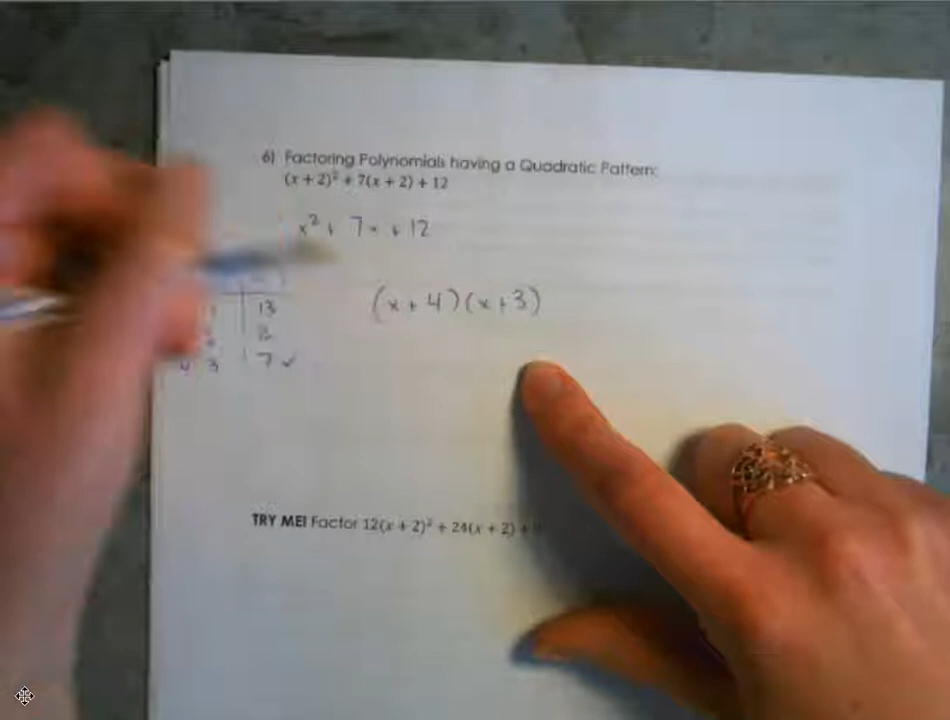 6) Factoring Polynomials having a Quadratic Pattern:
(x + 2)² + 7(x + 2) + 12
x² + 7x + 12
13
(x + 4)(x + 3)
8
4 3 7 ✓
TRY ME! Factor 12(x + 2)² + 24(x + 2) +